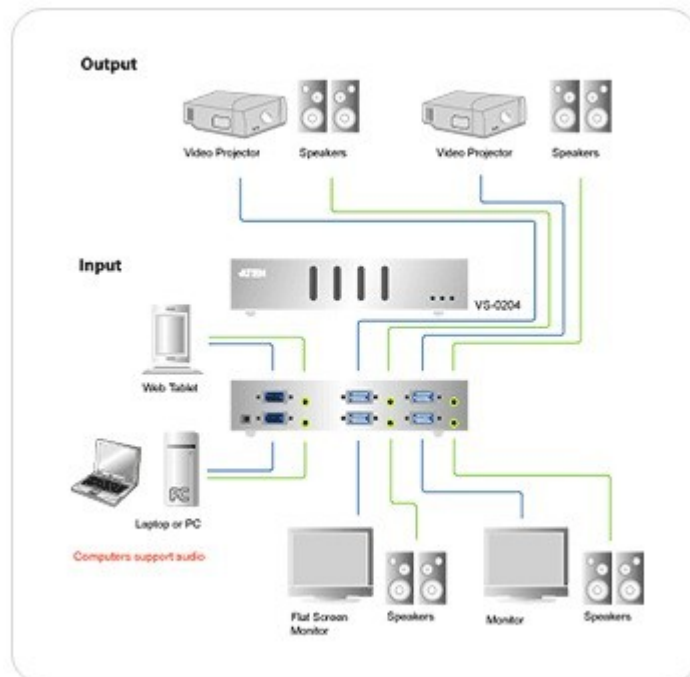 Output
Video Projector
Speakers
Video Projector
Speakers
Input
ATEN
VS-0204
Web Tablet
PC
Laptop or PC
Computers support audio
Flat Screen
Monitor
Speakers
Monitor
Speakers